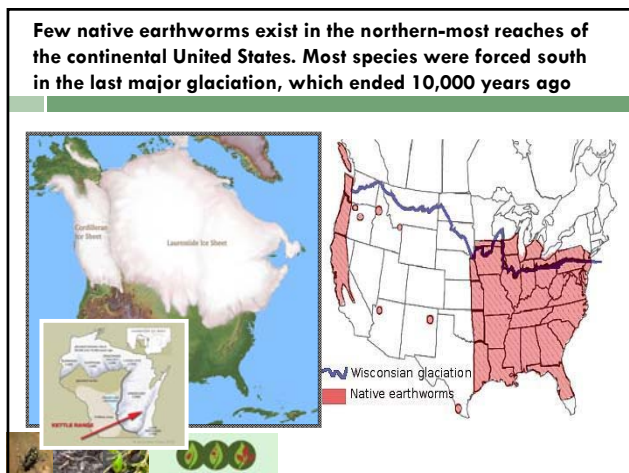 Few native earthworms exist in the northern-most reaches of
the continental United States. Most species were forced south
in the last major glaciation, which ended 10,000 years ago
Cordilleran
Ice Sheet
Laurentide Ice Sheet
KETTLE RANGE
Wisconsian glaciation
Native earthworms